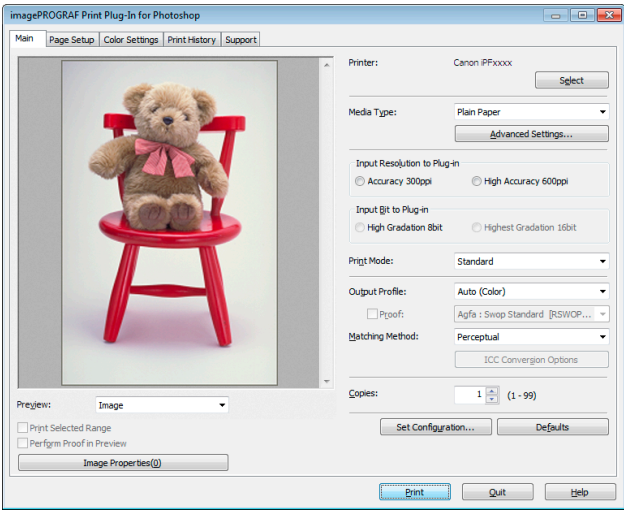 imagePROGRAF Print Plug-In for Photoshop
Main Page Setup Color Settings Print History Support
Printer: Canon iPFxxxx
Select
Media Type: Plain Paper
Advanced Settings...
Input Resolution to Plug-in
Accuracy 300ppi High Accuracy 600ppi
Input Bit to Plug-in
High Gradation 8bit Highest Gradation 16bit
Print Mode: Standard
Output Profile: Auto (Color)
Proof: Agfa : Swop Standard [RSWOP...
Matching Method: Perceptual
ICC Conversion Options
Copies: 1 (1 - 99)
Preview: Image
Print Selected Range
Perform Proof in Preview
Image Properties(0)
Set Configuration... Defaults
Print Quit Help